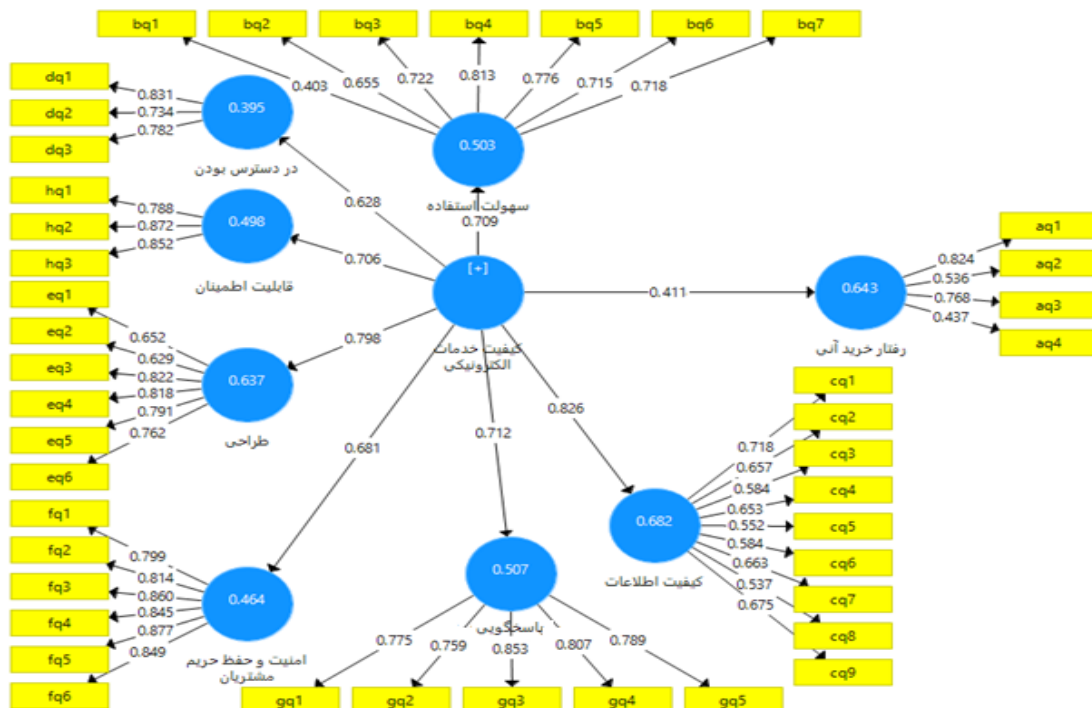 bq1 bq2 bq3 bq4 bq5 bq6 bq7
0.403 0.655 0.722 0.813 0.776 0.715 0.718
0.503
سهولت استفاده
dq1
dq2
dq3
0.831
0.734
0.782
0.395
در دسترس بودن
0.628
0.709
hq1
hq2
hq3
0.788
0.872
0.852
0.498
قابلیت اطمینان
0.706
[+]
کیفیت خدمات
الکترونیکی
0.411
0.643
رفتار خرید آنی
0.824
0.536
0.768
0.437
aq1
aq2
aq3
aq4
eq1
eq2
eq3
eq4
eq5
eq6
0.652
0.629
0.822
0.818
0.791
0.762
0.637
طراحی
0.798
0.681
0.712
0.826
fq1
fq2
fq3
fq4
fq5
fq6
0.799
0.814
0.860
0.845
0.877
0.849
0.464
امنیت و حفظ حریم
مشتریان
0.507
پاسخگویی
0.775 0.759 0.853 0.807 0.789
gq1 gq2 gq3 gq4 gq5
0.682
کیفیت اطلاعات
0.718
0.657
0.584
0.653
0.552
0.584
0.663
0.537
0.675
cq1
cq2
cq3
cq4
cq5
cq6
cq7
cq8
cq9